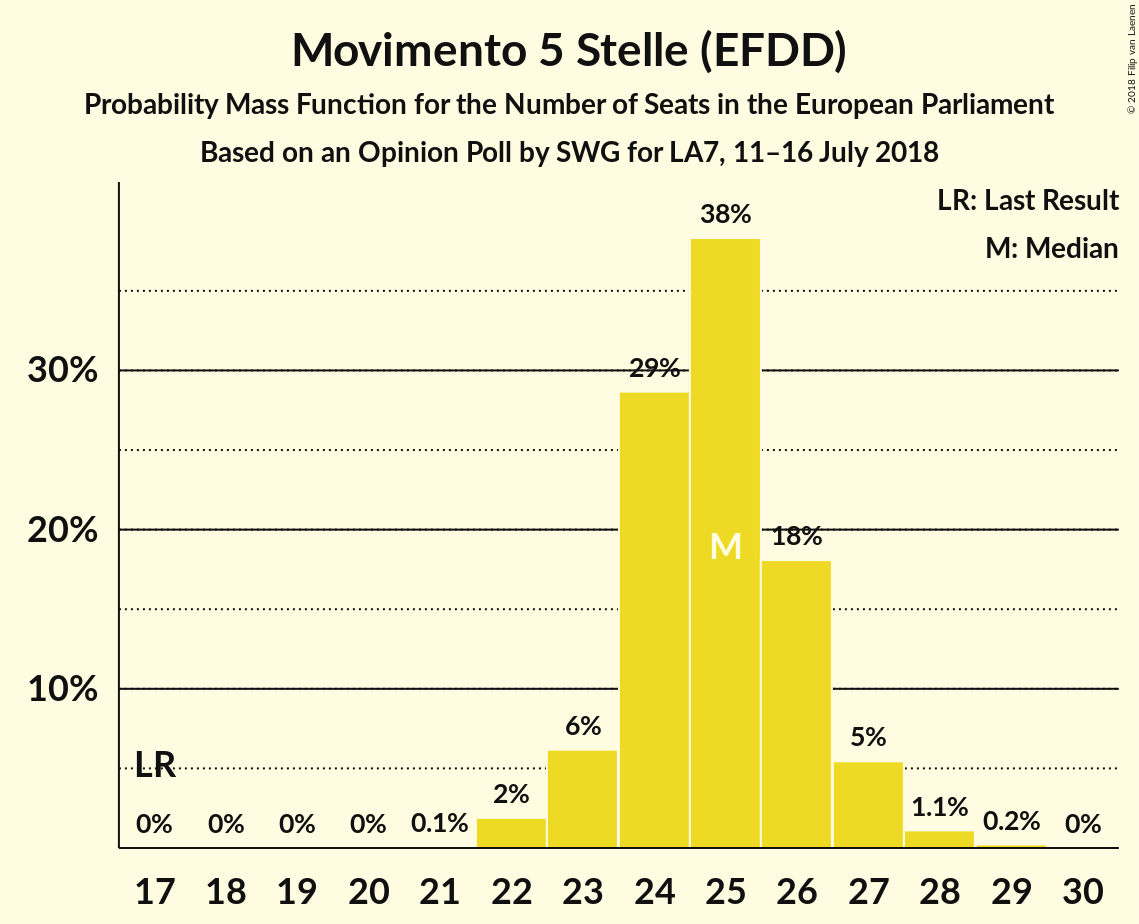 Movimento 5 Stelle (EFDD)
Probability Mass Function for the Number of Seats in the European Parliament
Based on an Opinion Poll by SWG for LA7, 11–16 July 2018
© 2018 Filip van Laenen
LR: Last Result
M: Median
38%
30%
29%
20%
M
18%
10%
6%
5%
LR
2%
1.1%
0% 0% 0% 0% 0.1% 0.2% 0%
17 18 19 20 21 22 23 24 25 26 27 28 29 30